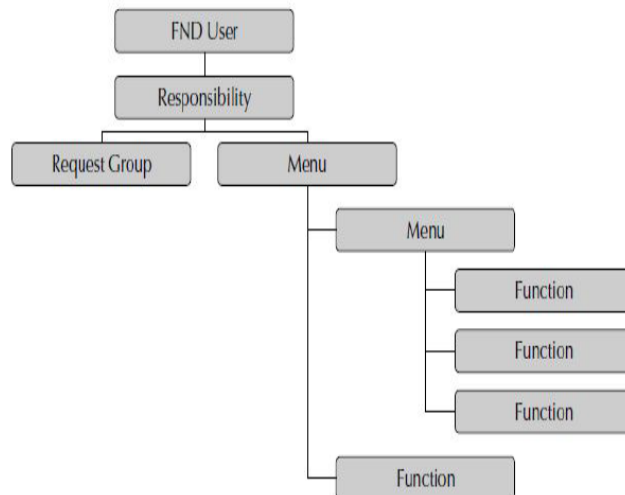 FND User
Responsibility
Request Group
Menu
Menu
Function
Function
Function
Function